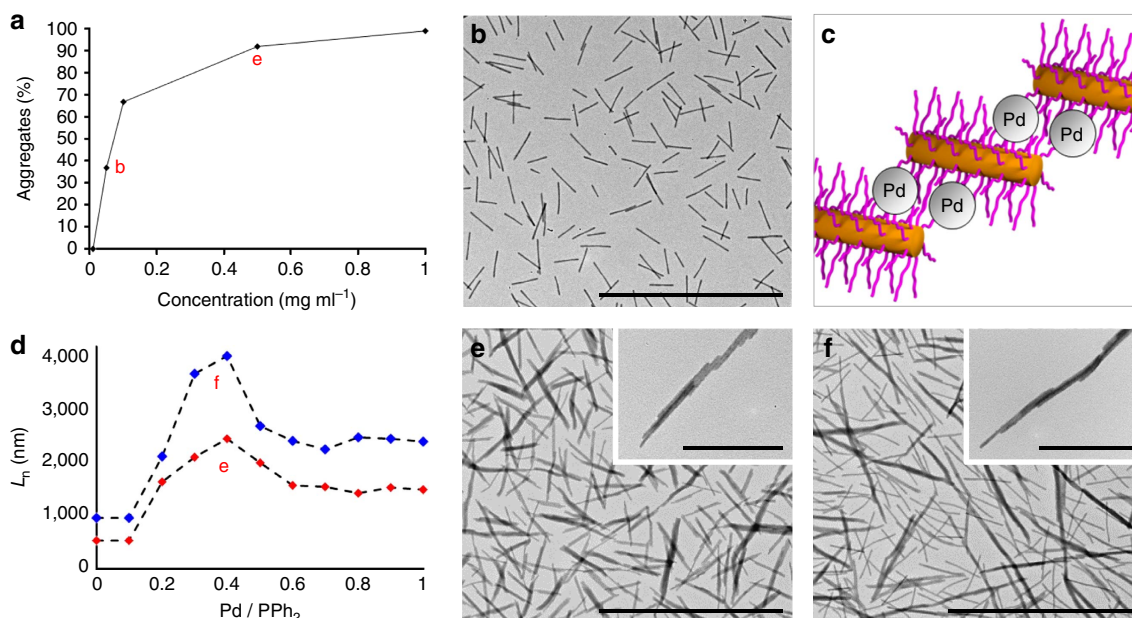 a
100
90
80
70
60
50
40
30
20
10
0
Aggregates (%)
b
e
0
0.2
0.4
0.6
0.8
1
Concentration (mg ml⁻¹)
b
c
Pd
Pd
Pd
Pd
d
4,000
3,000
2,000
1,000
0
Lₙ (nm)
f
e
0
0.2
0.4
0.6
0.8
1
Pd / PPh₂
e
f